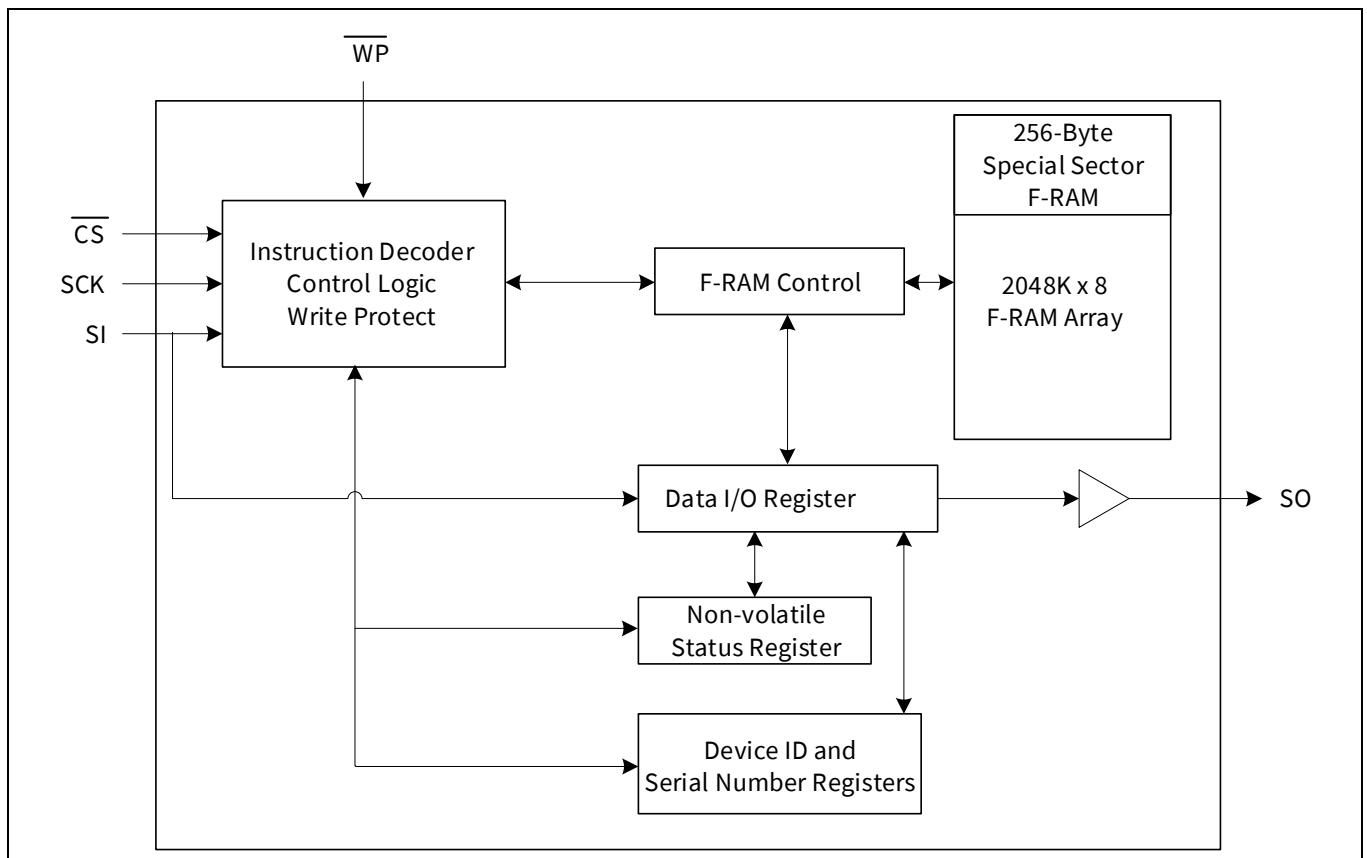 WP
256-Byte
Special Sector
F-RAM
CS
SCK
SI
Instruction Decoder
Control Logic
Write Protect
F-RAM Control
2048K x 8
F-RAM Array
Data I/O Register
SO
Non-volatile
Status Register
Device ID and
Serial Number Registers